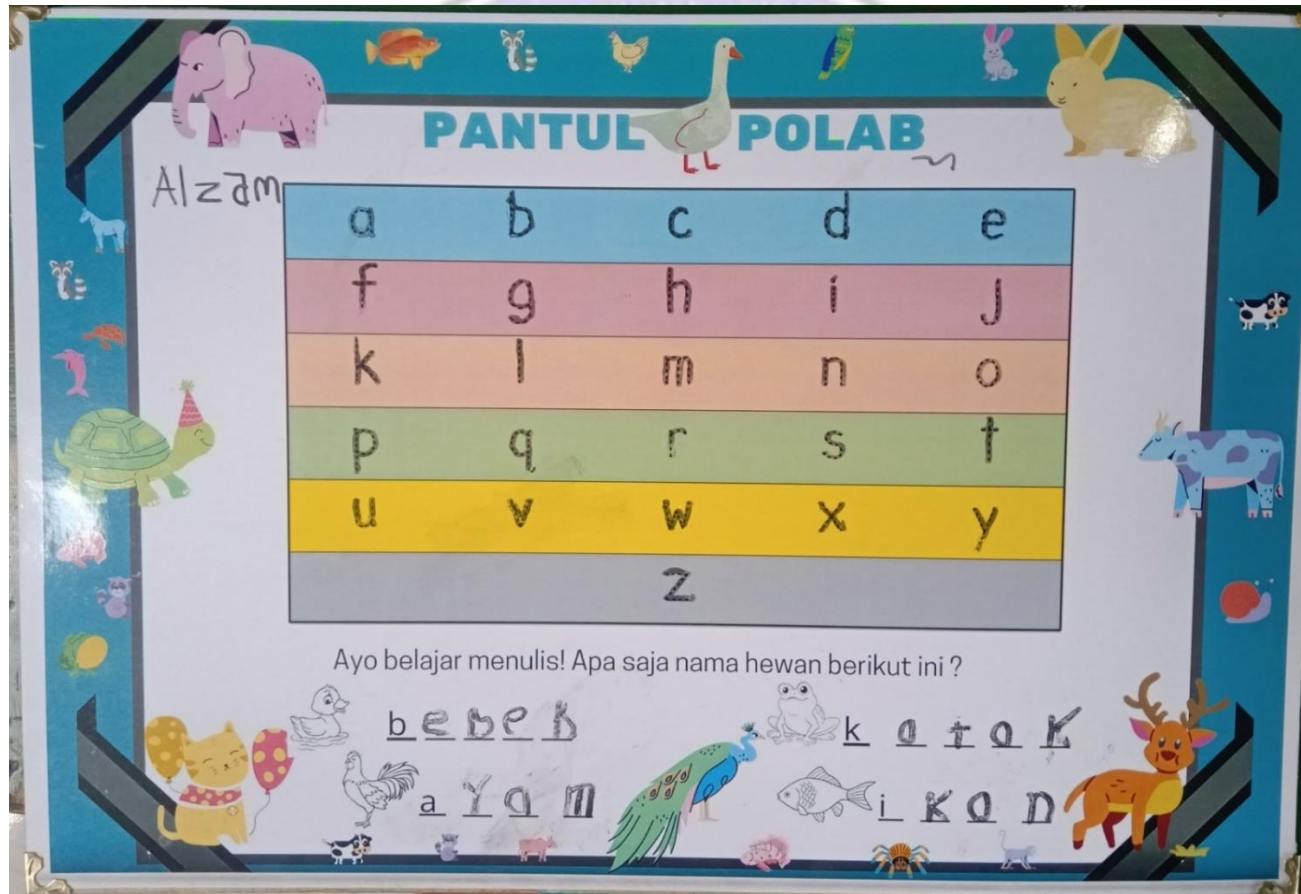 PANTUL POLAB
Alzam
a b c d e
f g h i j
k l m n o
p q r s t
u v w x y
z
Ayo belajar menulis! Apa saja nama hewan berikut ini ?
bebek katak
ayam ikan